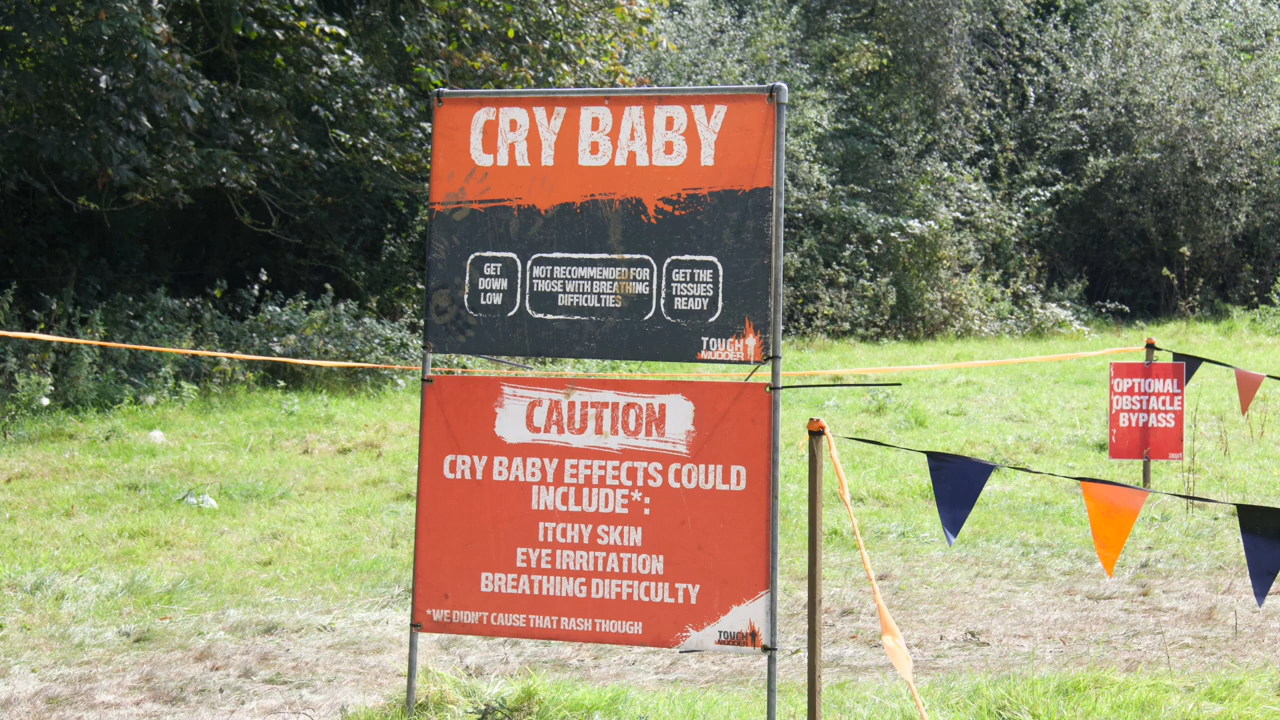 CRY BABY
GET
DOWN
LOW
NOT RECOMMENDED FOR
THOSE WITH BREATHING
DIFFICULTIES
GET THE
TISSUES
READY
TOUGH
MUDDER
CAUTION
CRY BABY EFFECTS COULD
INCLUDE*:
ITCHY SKIN
EYE IRRITATION
BREATHING DIFFICULTY
*WE DIDN'T CAUSE THAT RASH THOUGH
TOUGH
MUDDER
OPTIONAL
OBSTACLE
BYPASS